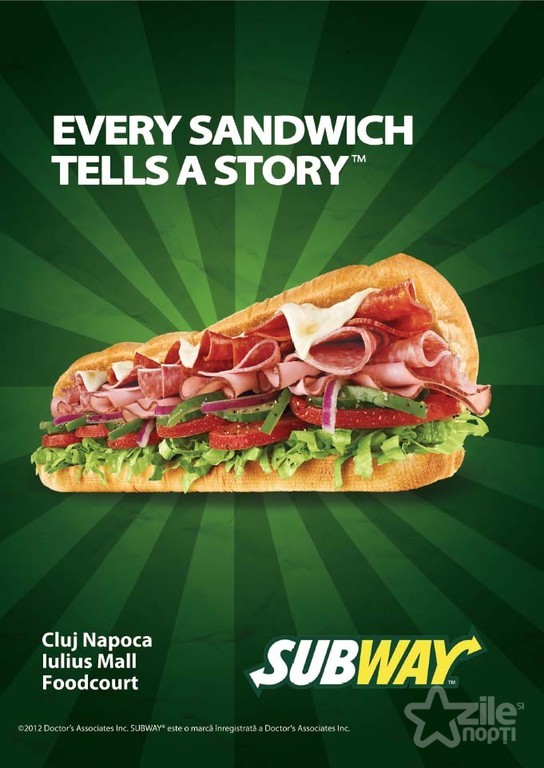 EVERY SANDWICH
TELLS A STORY™
Cluj Napoca
Iulius Mall
Foodcourt
SUBWAY™
©2012 Doctor's Associates Inc. SUBWAY® este o marcă înregistrată a Doctor's Associates Inc.
zile și
nopți